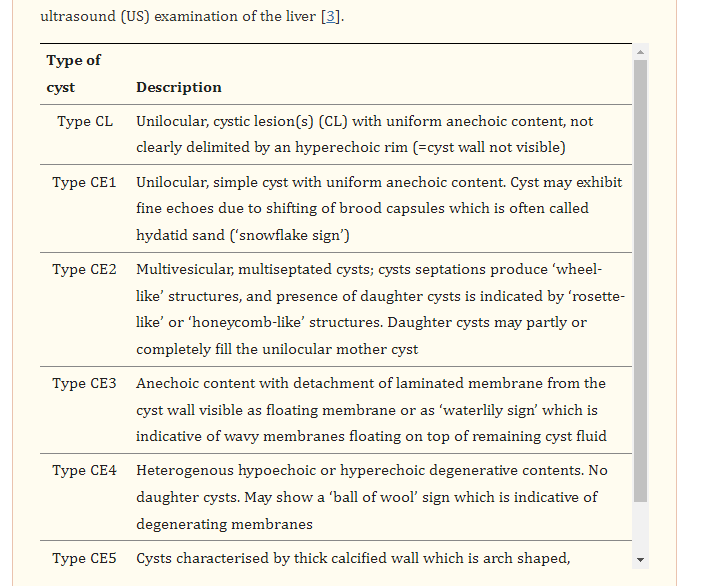 ultrasound (US) examination of the liver [3].
Type of
cyst Description
Type CL Unilocular, cystic lesion(s) (CL) with uniform anechoic content, not
clearly delimited by an hyperechoic rim (=cyst wall not visible)
Type CE1 Unilocular, simple cyst with uniform anechoic content. Cyst may exhibit
fine echoes due to shifting of brood capsules which is often called
hydatid sand (‘snowflake sign’)
Type CE2 Multivesicular, multiseptated cysts; cysts septations produce ‘wheel-
like’ structures, and presence of daughter cysts is indicated by ‘rosette-
like’ or ‘honeycomb-like’ structures. Daughter cysts may partly or
completely fill the unilocular mother cyst
Type CE3 Anechoic content with detachment of laminated membrane from the
cyst wall visible as floating membrane or as ‘waterlily sign’ which is
indicative of wavy membranes floating on top of remaining cyst fluid
Type CE4 Heterogenous hypoechoic or hyperechoic degenerative contents. No
daughter cysts. May show a ‘ball of wool’ sign which is indicative of
degenerating membranes
Type CE5 Cysts characterised by thick calcified wall which is arch shaped,